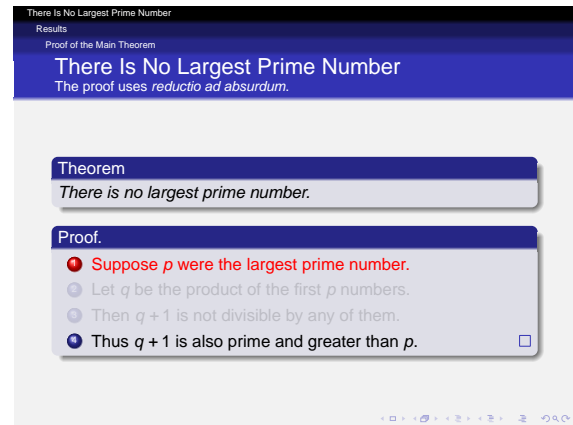 There Is No Largest Prime Number
Results
Proof of the Main Theorem
There Is No Largest Prime Number
The proof uses reductio ad absurdum.
Theorem
There is no largest prime number.
Proof.
1 Suppose p were the largest prime number.
2 Let q be the product of the first p numbers.
3 Then q + 1 is not divisible by any of them.
4 Thus q + 1 is also prime and greater than p.